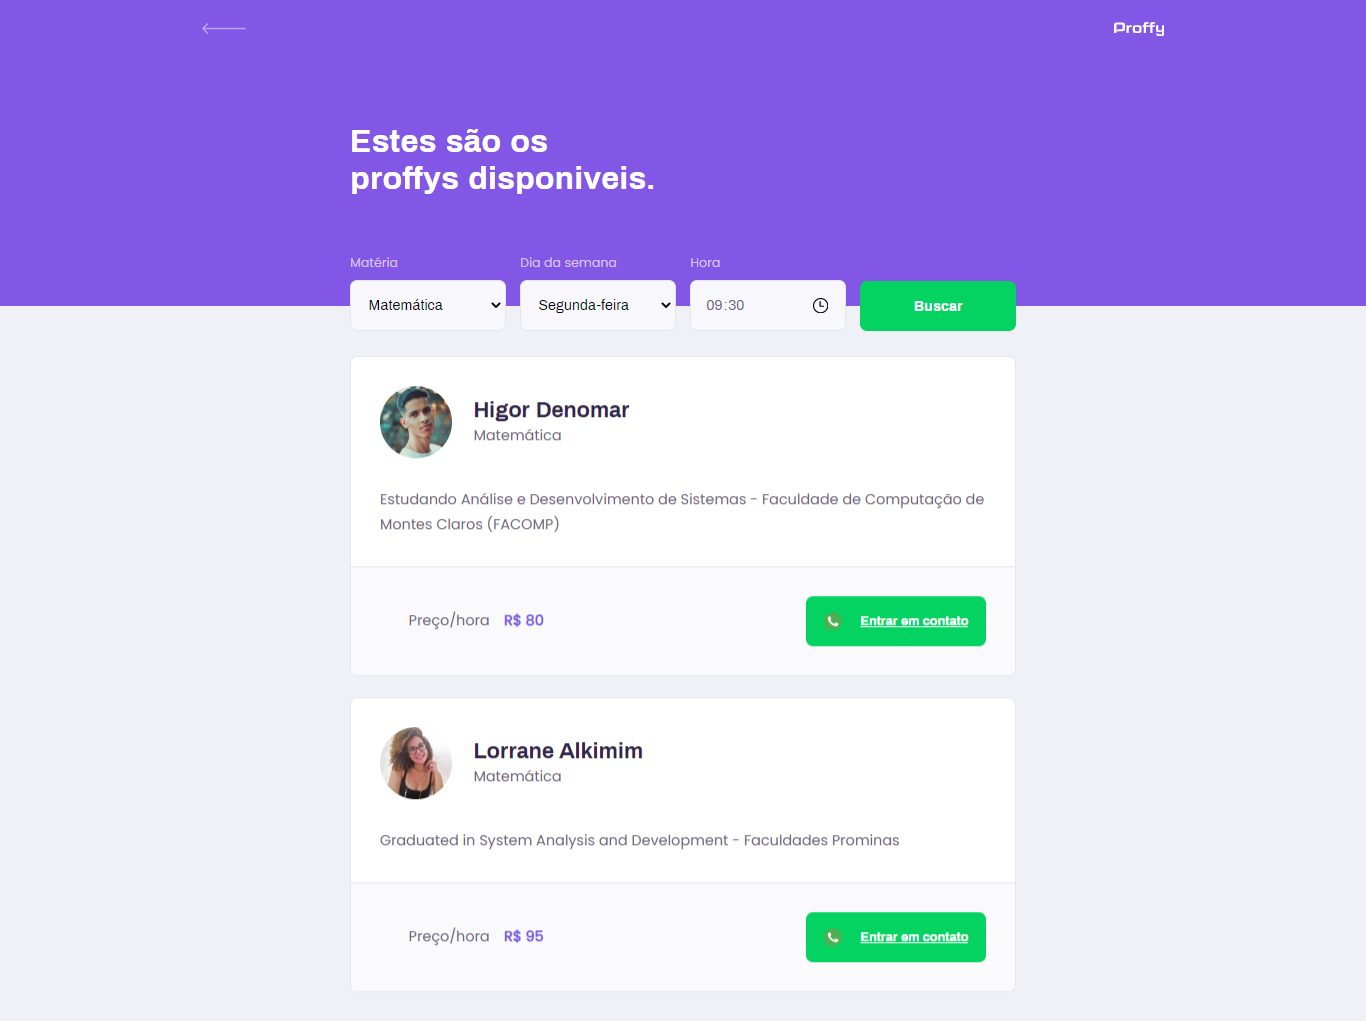 Proffy
Estes são os
proffys disponiveis.
Matéria
Dia da semana
Hora
Matemática
Segunda-feira
09:30
Buscar
Higor Denomar
Matemática
Estudando Análise e Desenvolvimento de Sistemas - Faculdade de Computação de
Montes Claros (FACOMP)
Preço/hora R$ 80
Entrar em contato
Lorrane Alkimim
Matemática
Graduated in System Analysis and Development - Faculdades Prominas
Preço/hora R$ 95
Entrar em contato